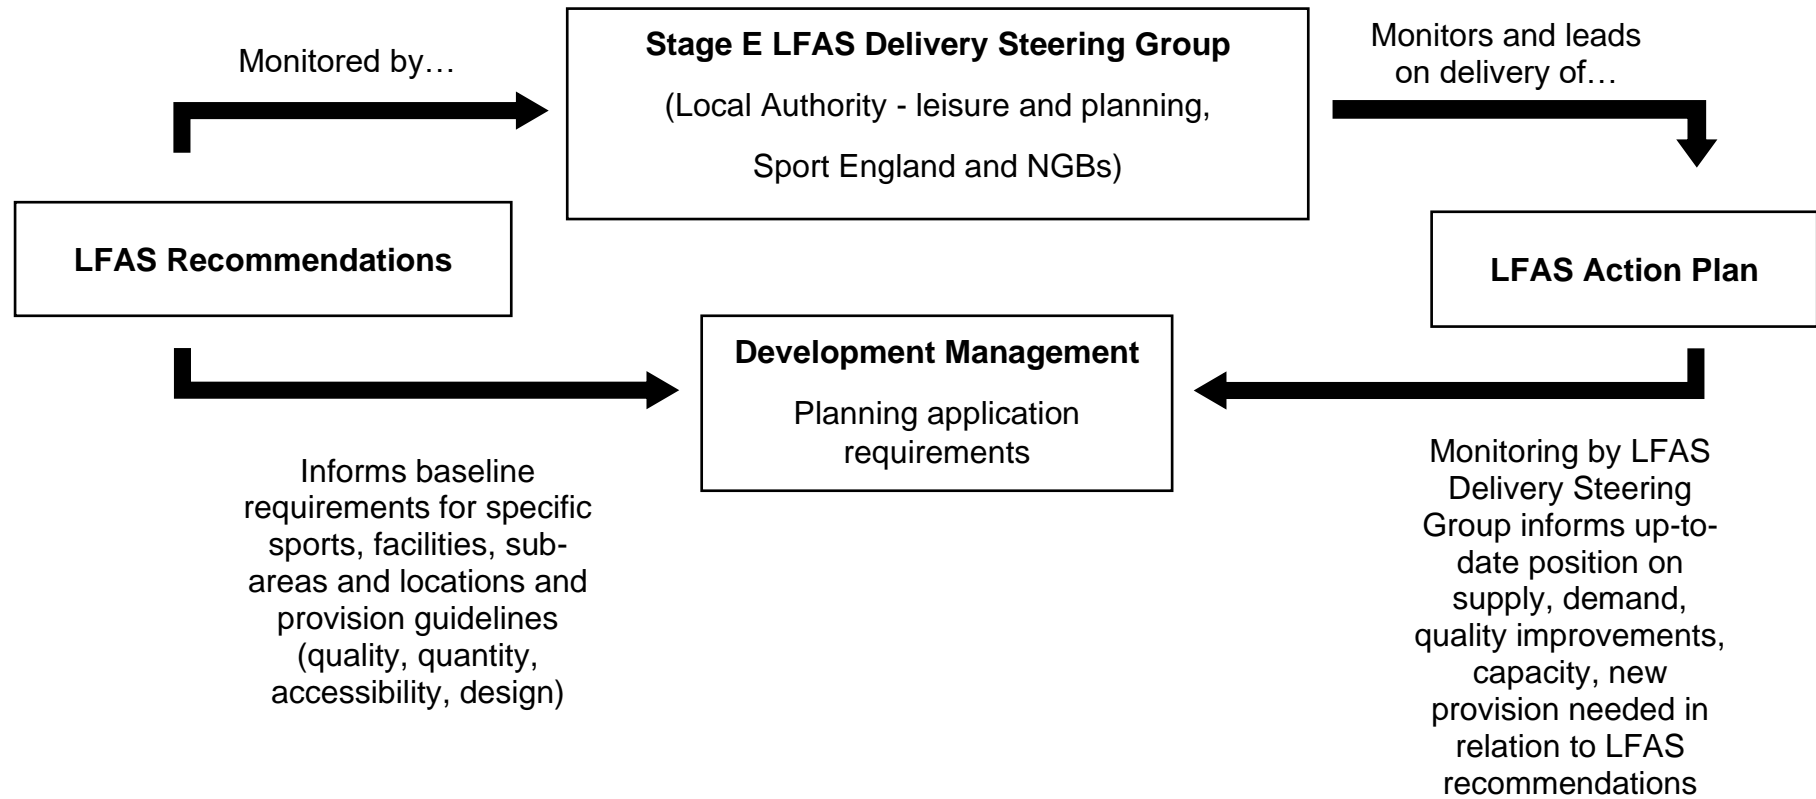 Monitored by…
Stage E LFAS Delivery Steering Group
(Local Authority - leisure and planning,
Sport England and NGBs)
Monitors and leads
on delivery of…
LFAS Recommendations
LFAS Action Plan
Development Management
Planning application
requirements
Informs baseline
requirements for specific
sports, facilities, sub-
areas and locations and
provision guidelines
(quality, quantity,
accessibility, design)
Monitoring by LFAS
Delivery Steering
Group informs up-to-
date position on
supply, demand,
quality improvements,
capacity, new
provision needed in
relation to LFAS
recommendations